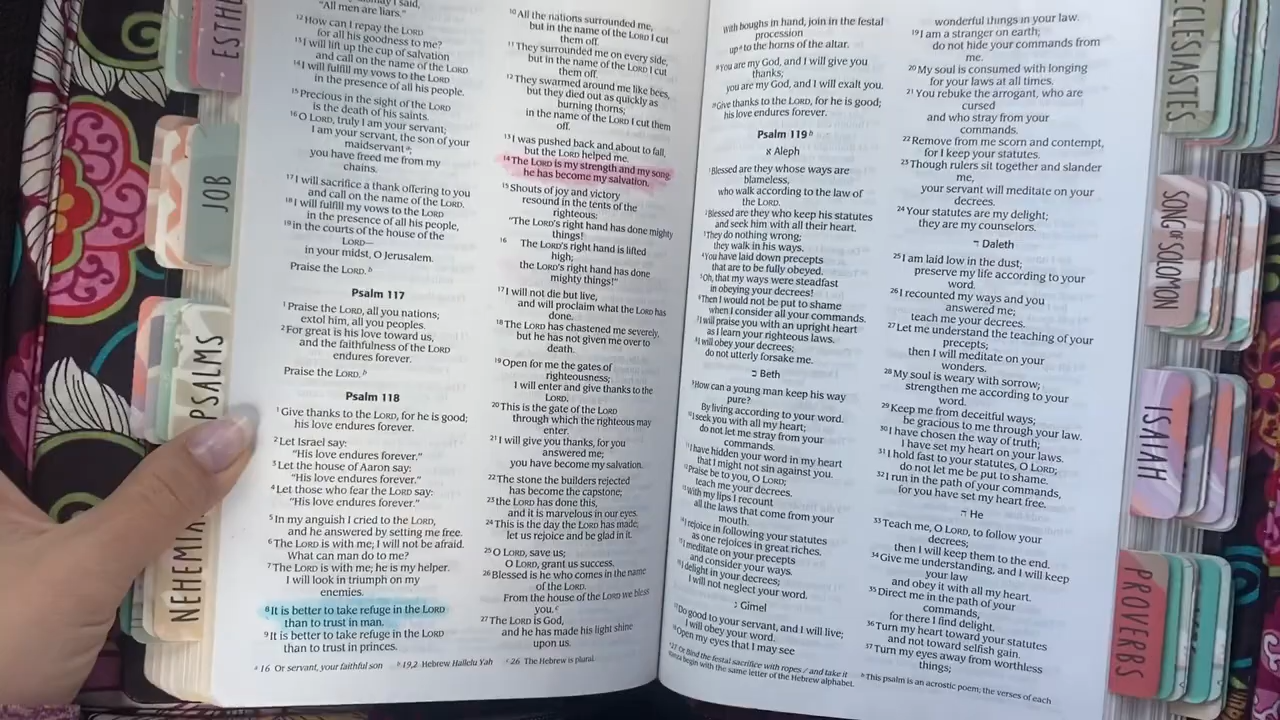 "All men are liars."
12 How can I repay the LORD
for all his goodness to me?
13 I will lift up the cup of salvation
and call on the name of the LORD
14 I will fulfill my vows to the LORD
in the presence of all his people.
15 Precious in the sight of the LORD
is the death of his saints.
16 O LORD, truly I am your servant;
I am your servant, the son of your
maidservant a;
you have freed me from my
chains.
17 I will sacrifice a thank offering to you
and call on the name of the LORD.
18 I will fulfill my vows to the LORD
in the presence of all his people,
19 in the courts of the house of the
LORD—
in your midst, O Jerusalem.
Praise the LORD. b
Psalm 117
1 Praise the LORD, all you nations;
extol him, all you peoples.
2 For great is his love toward us,
and the faithfulness of the LORD
endures forever.
Praise the LORD. b
Psalm 118
1 Give thanks to the LORD, for he is good;
his love endures forever.
2 Let Israel say:
"His love endures forever."
3 Let the house of Aaron say:
"His love endures forever."
4 Let those who fear the LORD say:
"His love endures forever."
5 In my anguish I cried to the LORD,
and he answered by setting me free.
6 The LORD is with me; I will not be afraid.
What can man do to me?
7 The LORD is with me; he is my helper.
I will look in triumph on my
enemies.
8 It is better to take refuge in the LORD
than to trust in man.
9 It is better to take refuge in the LORD
than to trust in princes.
10 All the nations surrounded me,
but in the name of the LORD I cut
them off.
11 They surrounded me on every side,
but in the name of the LORD I cut
them off.
12 They swarmed around me like bees,
but they died out as quickly as
burning thorns;
in the name of the LORD I cut them
off.
13 I was pushed back and about to fall,
but the LORD helped me.
14 The LORD is my strength and my song;
he has become my salvation.
15 Shouts of joy and victory
resound in the tents of the
righteous:
"The LORD's right hand has done mighty
things!
16 The LORD's right hand is lifted
high;
the LORD's right hand has done
mighty things!"
17 I will not die but live,
and will proclaim what the LORD has
done.
18 The LORD has chastened me severely,
but he has not given me over to
death.
19 Open for me the gates of
righteousness;
I will enter and give thanks to the
LORD.
20 This is the gate of the LORD
through which the righteous may
enter.
21 I will give you thanks, for you
answered me;
you have become my salvation.
22 The stone the builders rejected
has become the capstone;
23 the LORD has done this,
and it is marvelous in our eyes.
24 This is the day the LORD has made;
let us rejoice and be glad in it.
25 O LORD, save us;
O LORD, grant us success.
26 Blessed is he who comes in the name
of the LORD.
From the house of the LORD we bless
you. c
27 The LORD is God,
and he has made his light shine
upon us.
a 16 Or servant, your faithful son b 19,2 Hebrew Hallelu Yah c 26 The Hebrew is plural.
With boughs in hand, join in the festal
procession
up a to the horns of the altar.
You are my God, and I will give you
thanks;
you are my God, and I will exalt you.
Give thanks to the LORD, for he is good;
his love endures forever.
Psalm 119 b
א Aleph
1 Blessed are they whose ways are
blameless,
who walk according to the law of
the LORD.
Blessed are they who keep his statutes
and seek him with all their heart.
They do nothing wrong;
they walk in his ways.
You have laid down precepts
that are to be fully obeyed.
Oh, that my ways were steadfast
in obeying your decrees!
Then I would not be put to shame
when I consider all your commands.
I will praise you with an upright heart
as I learn your righteous laws.
I will obey your decrees;
do not utterly forsake me.
ב Beth
How can a young man keep his way
pure?
By living according to your word.
I seek you with all my heart;
do not let me stray from your
commands.
I have hidden your word in my heart
that I might not sin against you.
Praise be to you, O LORD;
teach me your decrees.
With my lips I recount
all the laws that come from your
mouth.
I rejoice in following your statutes
as one rejoices in great riches.
I meditate on your precepts
and consider your ways.
I delight in your decrees;
I will not neglect your word.
ג Gimel
Do good to your servant, and I will live;
I will obey your word.
Open my eyes that I may see
wonderful things in your law.
19 I am a stranger on earth;
do not hide your commands from
me.
20 My soul is consumed with longing
for your laws at all times.
21 You rebuke the arrogant, who are
cursed
and who stray from your
commands.
22 Remove from me scorn and contempt,
for I keep your statutes.
23 Though rulers sit together and slander
me,
your servant will meditate on your
decrees.
24 Your statutes are my delight;
they are my counselors.
ד Daleth
25 I am laid low in the dust;
preserve my life according to your
word.
26 I recounted my ways and you
answered me;
teach me your decrees.
27 Let me understand the teaching of your
precepts;
then I will meditate on your
wonders.
28 My soul is weary with sorrow;
strengthen me according to your
word.
29 Keep me from deceitful ways;
be gracious to me through your law.
30 I have chosen the way of truth;
I have set my heart on your laws.
31 I hold fast to your statutes, O LORD;
do not let me be put to shame.
32 I run in the path of your commands,
for you have set my heart free.
ה He
33 Teach me, O LORD, to follow your
decrees;
then I will keep them to the end.
34 Give me understanding, and I will keep
your law
and obey it with all my heart.
35 Direct me in the path of your
commands,
for there I find delight.
36 Turn my heart toward your statutes
and not toward selfish gain.
37 Turn my eyes away from worthless
things;
a 27 Or Bind the festal sacrifice with ropes / and take it
b This psalm is an acrostic poem; the verses of each
stanza begin with the same letter of the Hebrew alphabet.
ESTHE
JOB
PSALMS
NEHEMIA
ECLESIASTES
SONG OF SOLOMON
ISAIAH
PROVERBS